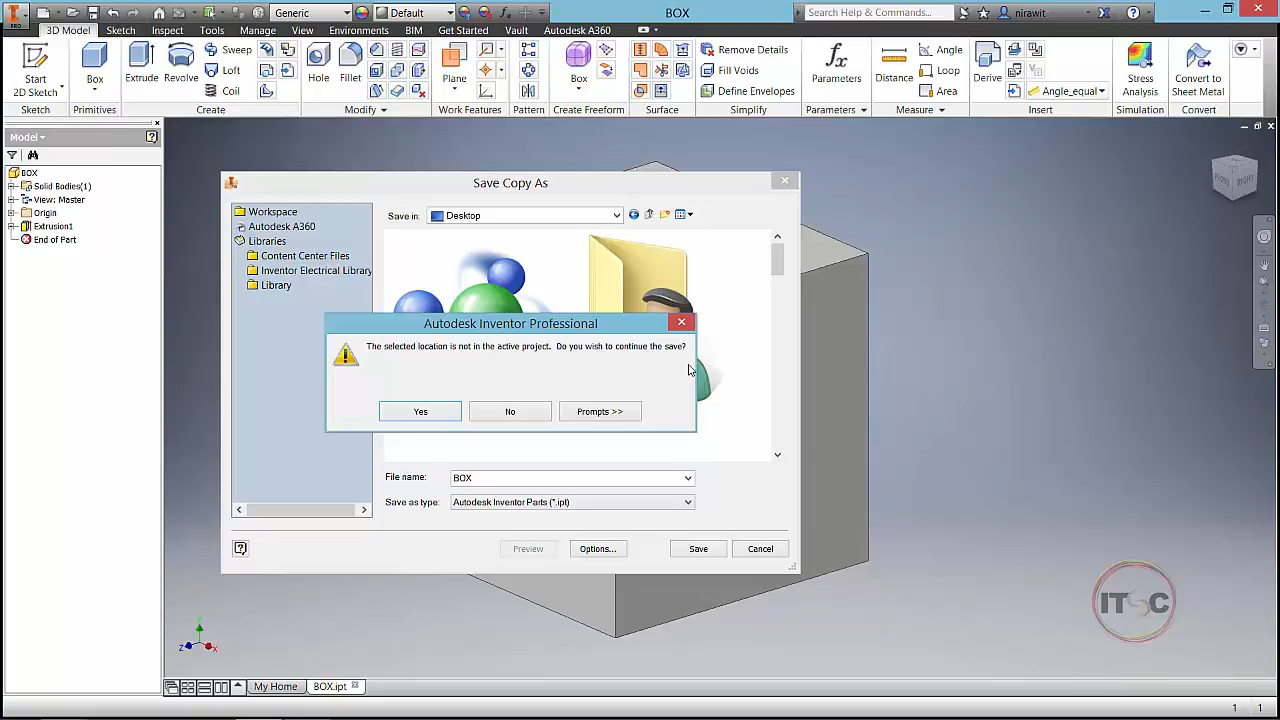 PRO
Generic
Default
BOX
Search Help & Commands...
nirawit
3D Model
Sketch
Inspect
Tools
Manage
View
Environments
BIM
Get Started
Vault
Autodesk A360
Start
2D Sketch
Box
Extrude
Revolve
Sweep
Loft
Coil
Hole
Fillet
Plane
Box
Remove Details
Fill Voids
Define Envelopes
Parameters
Distance
Angle
Loop
Area
Derive
Angle_equal
Stress
Analysis
Convert to
Sheet Metal
Sketch
Primitives
Create
Modify
Work Features
Pattern
Create Freeform
Surface
Simplify
Parameters
Measure
Insert
Simulation
Convert
Model
BOX
Solid Bodies(1)
View: Master
Origin
Extrusion1
End of Part
FRONT
RIGHT
Save Copy As
Workspace
Autodesk A360
Libraries
Content Center Files
Inventor Electrical Library
Library
Save in:
Desktop
Autodesk Inventor Professional
The selected location is not in the active project.  Do you wish to continue the save?
Yes
No
Prompts >>
File name:
BOX
Save as type:
Autodesk Inventor Parts (*.ipt)
Preview
Options...
Save
Cancel
ITSC
Y
Z
X
My Home
BOX.ipt
1
1